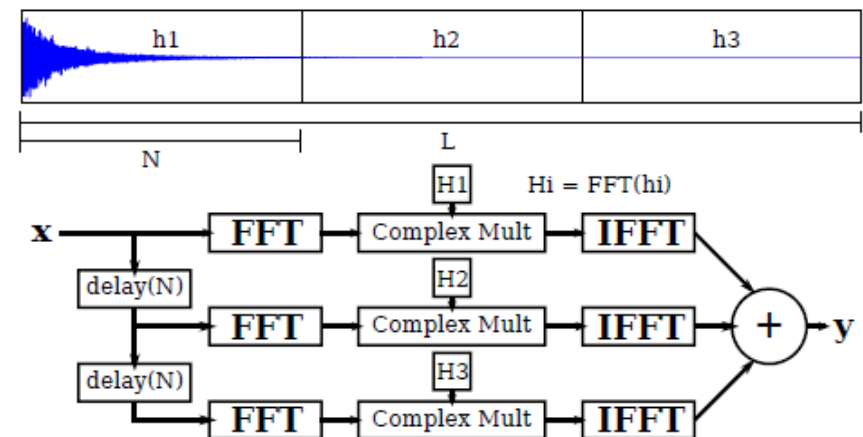 h1 h2 h3
L
N
H1 Hi = FFT(hi)
x FFT Complex Mult IFFT
delay(N) H2
FFT Complex Mult IFFT + y
delay(N) H3
FFT Complex Mult IFFT